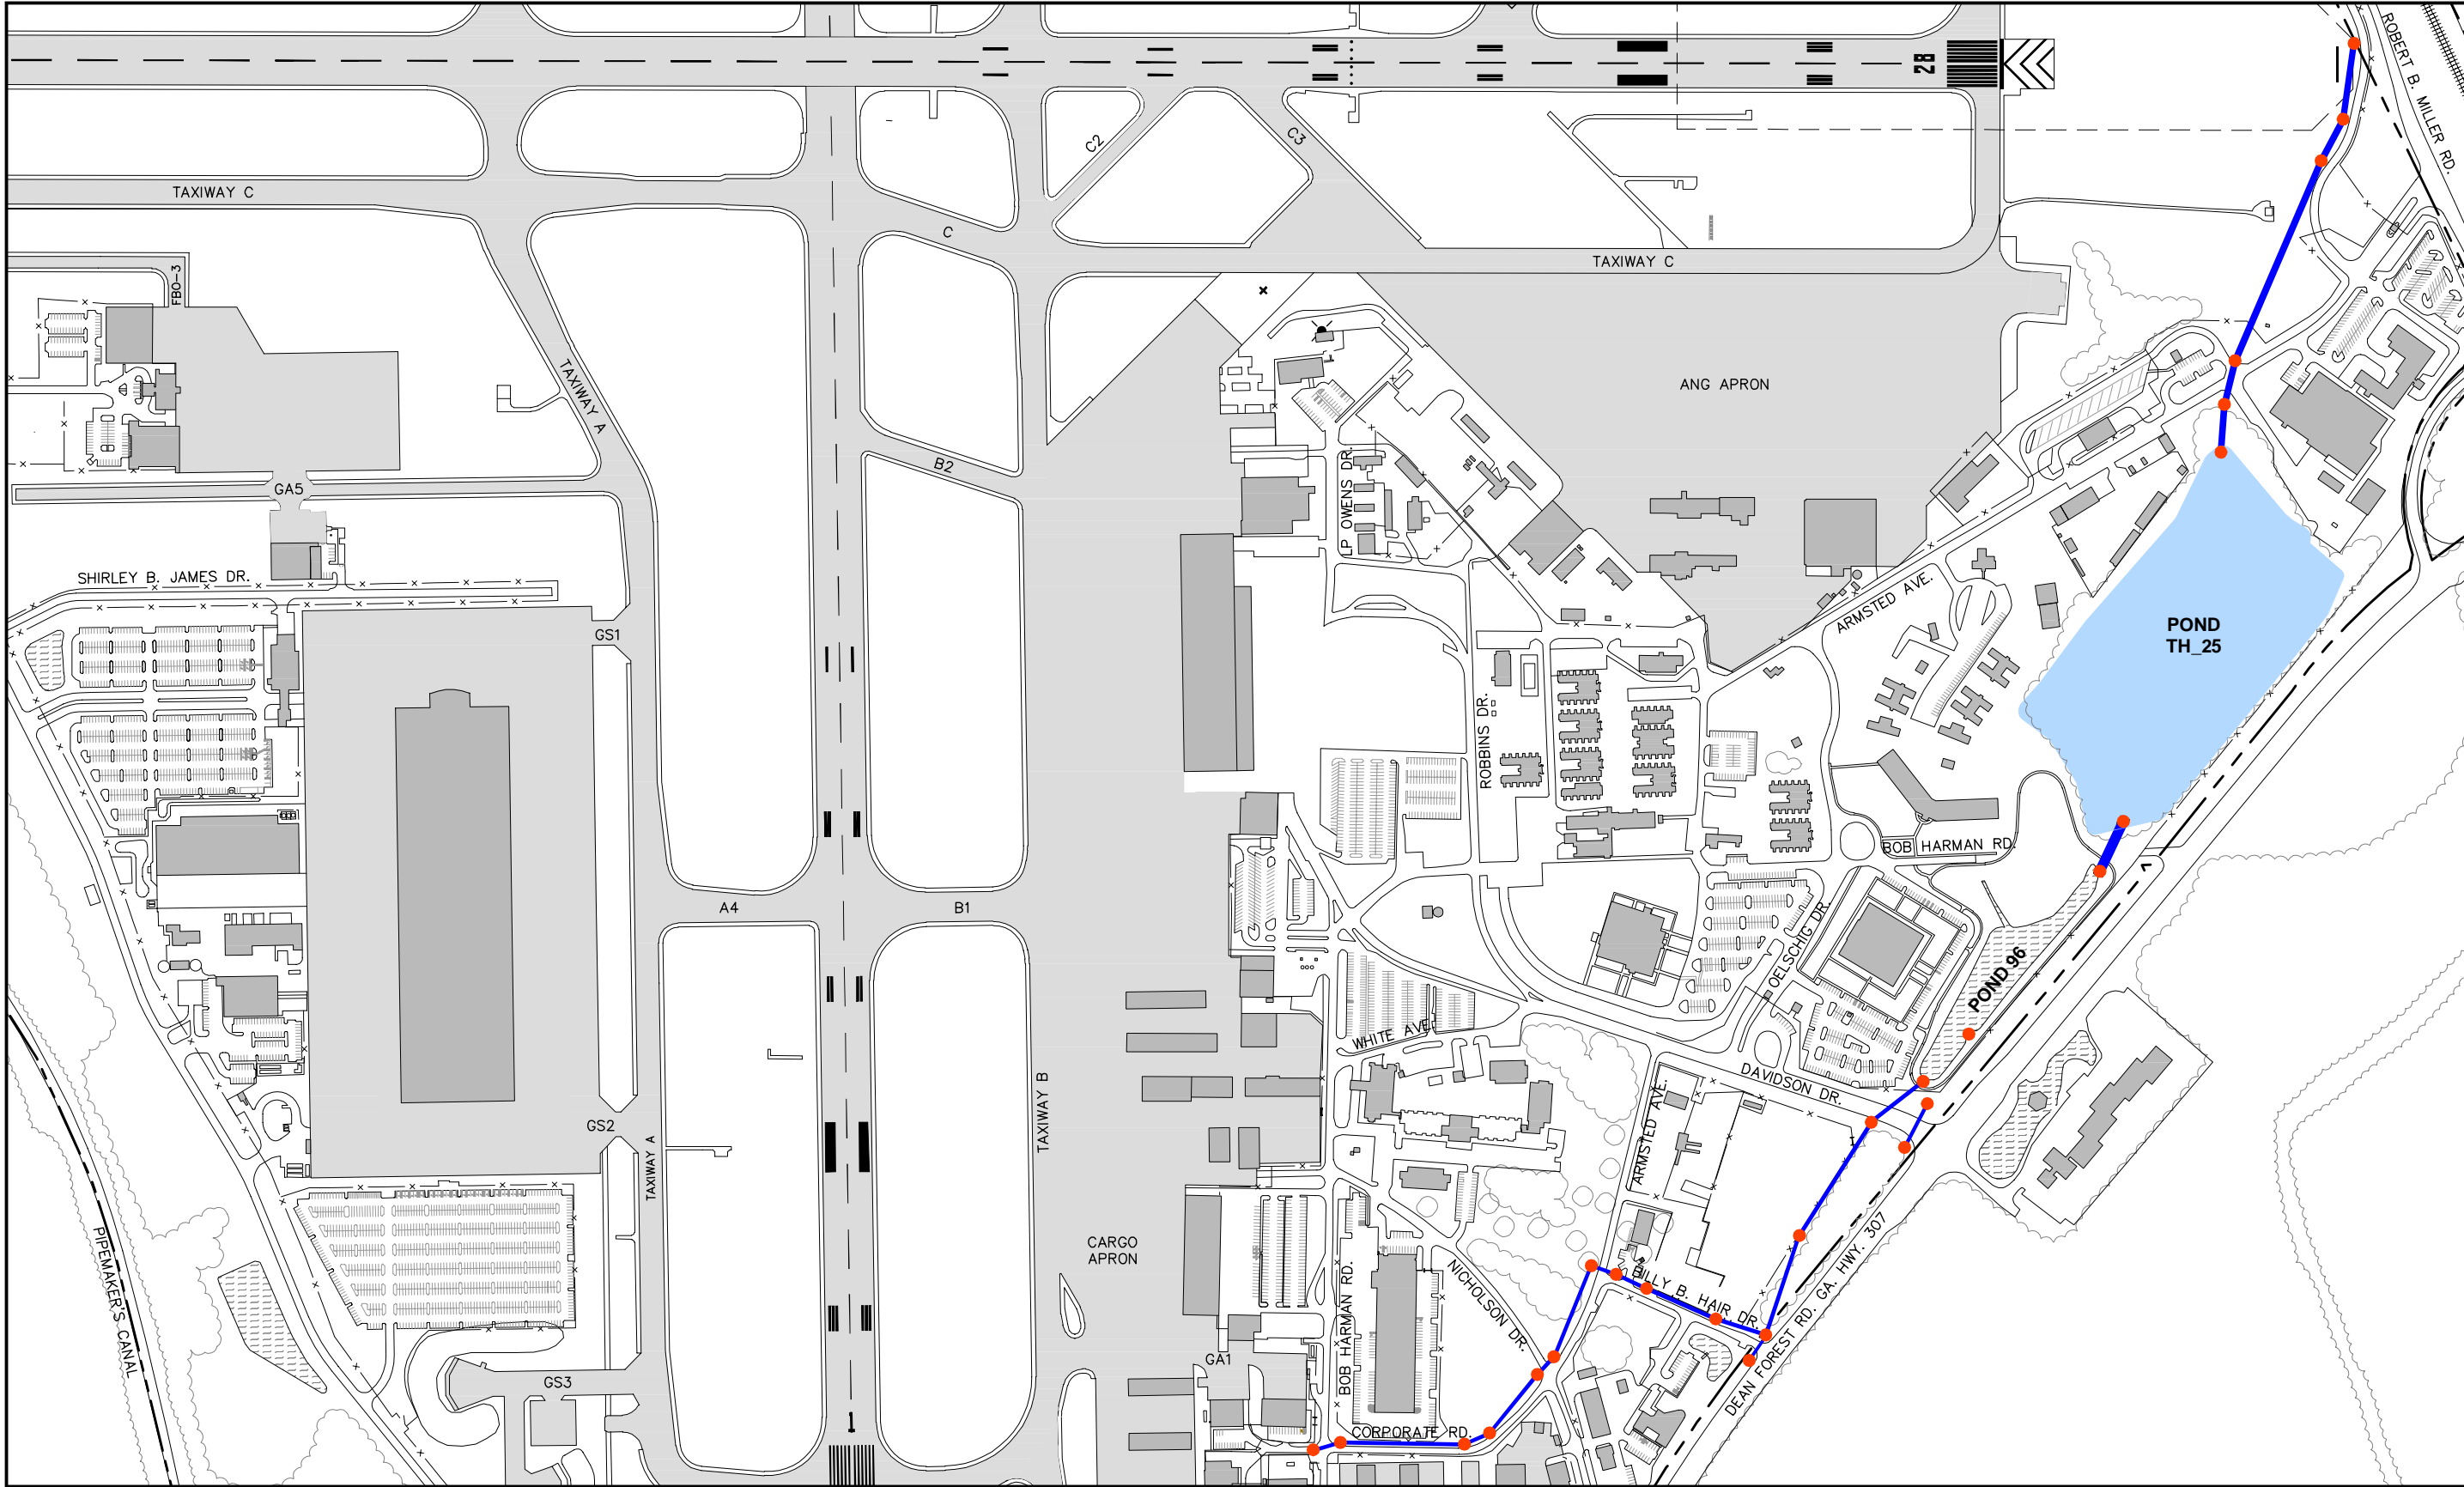 ROBERT B. MILLER RD.
28
C2
C3
TAXIWAY C
C
TAXIWAY C
FBO-3
TAXIWAY A
ANG APRON
B2
LP OWENS DR.
GA5
SHIRLEY B. JAMES DR.
GS1
ARMSTED AVE.
POND
TH_25
ROBBINS DR.
BOB HARMAN RD.
A4
B1
OELSCHIG DR.
POND 96
WHITE AVE.
DAVIDSON DR.
TAXIWAY B
ARMSTED AVE.
GS2
TAXIWAY A
PIPEMAKER'S CANAL
CARGO
APRON
BOB HARMAN RD.
NICHOLSON DR.
BILLY B. HAIR DR.
DEAN FOREST RD. GA. HWY. 307
GA1
GS3
1
CORPORATE RD.